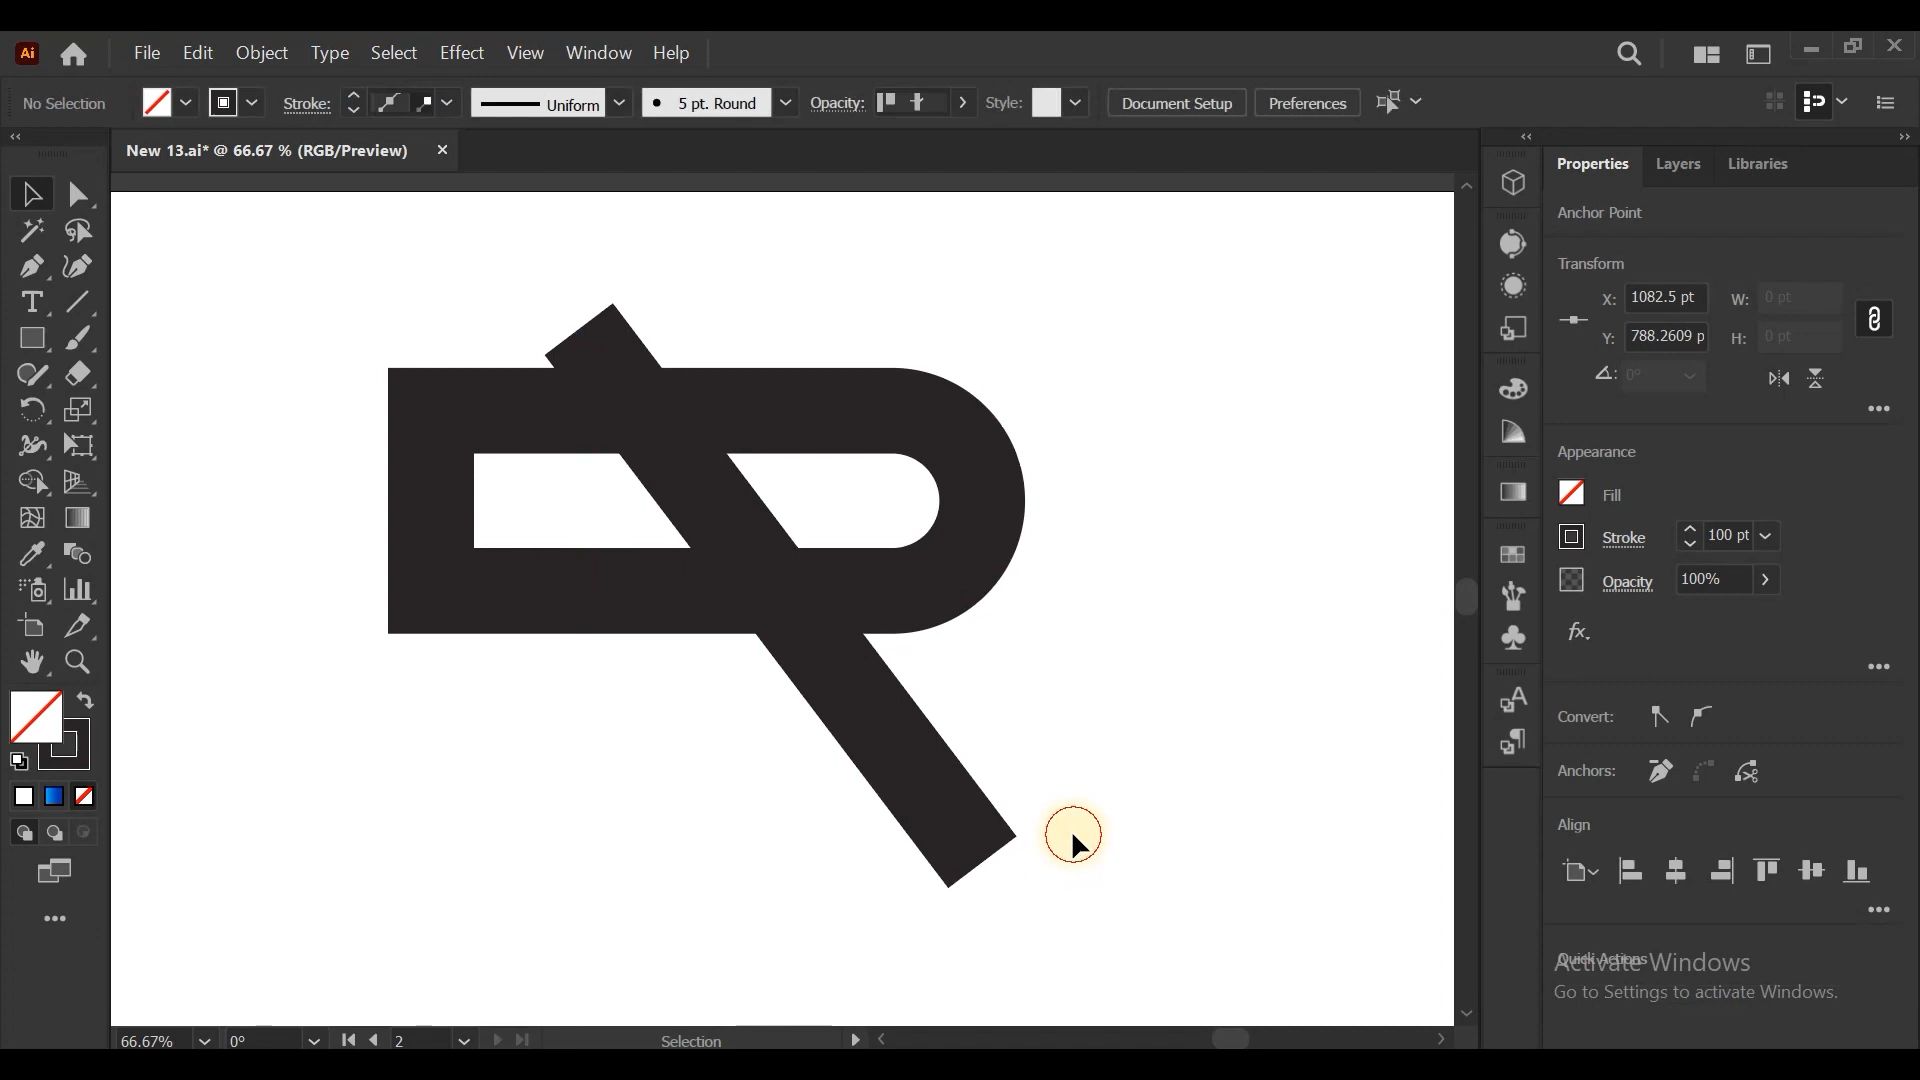 Ai File Edit Object Type Select Effect View Window Help
No Selection Stroke: Uniform 5 pt. Round Opacity: Style: Document Setup Preferences
New 13.ai* @ 66.67 % (RGB/Preview)
Properties Layers Libraries
Anchor Point
Transform
X: 1082.5 pt W: 0 pt
Y: 788.2609 p H: 0 pt
0°
Appearance
Fill
Stroke 100 pt
Opacity 100%
fx
Convert:
Anchors:
Align
Quick Actions
Activate Windows
Go to Settings to activate Windows.
66.67% 0° 2 Selection